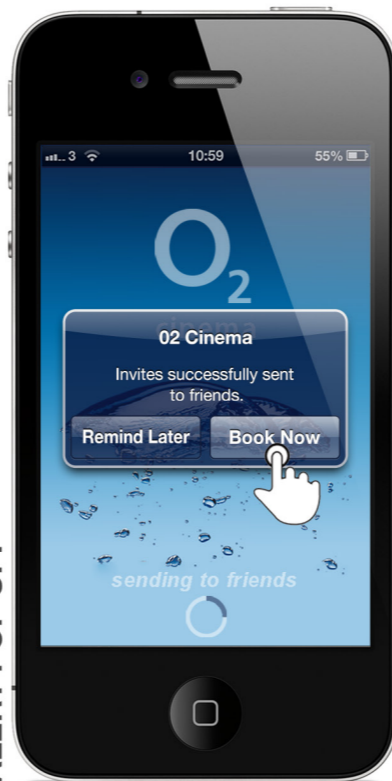 3 10:59 55%
O2
cinema
02 Cinema
Invites successfully sent
to friends.
Remind Later Book Now
sending to friends